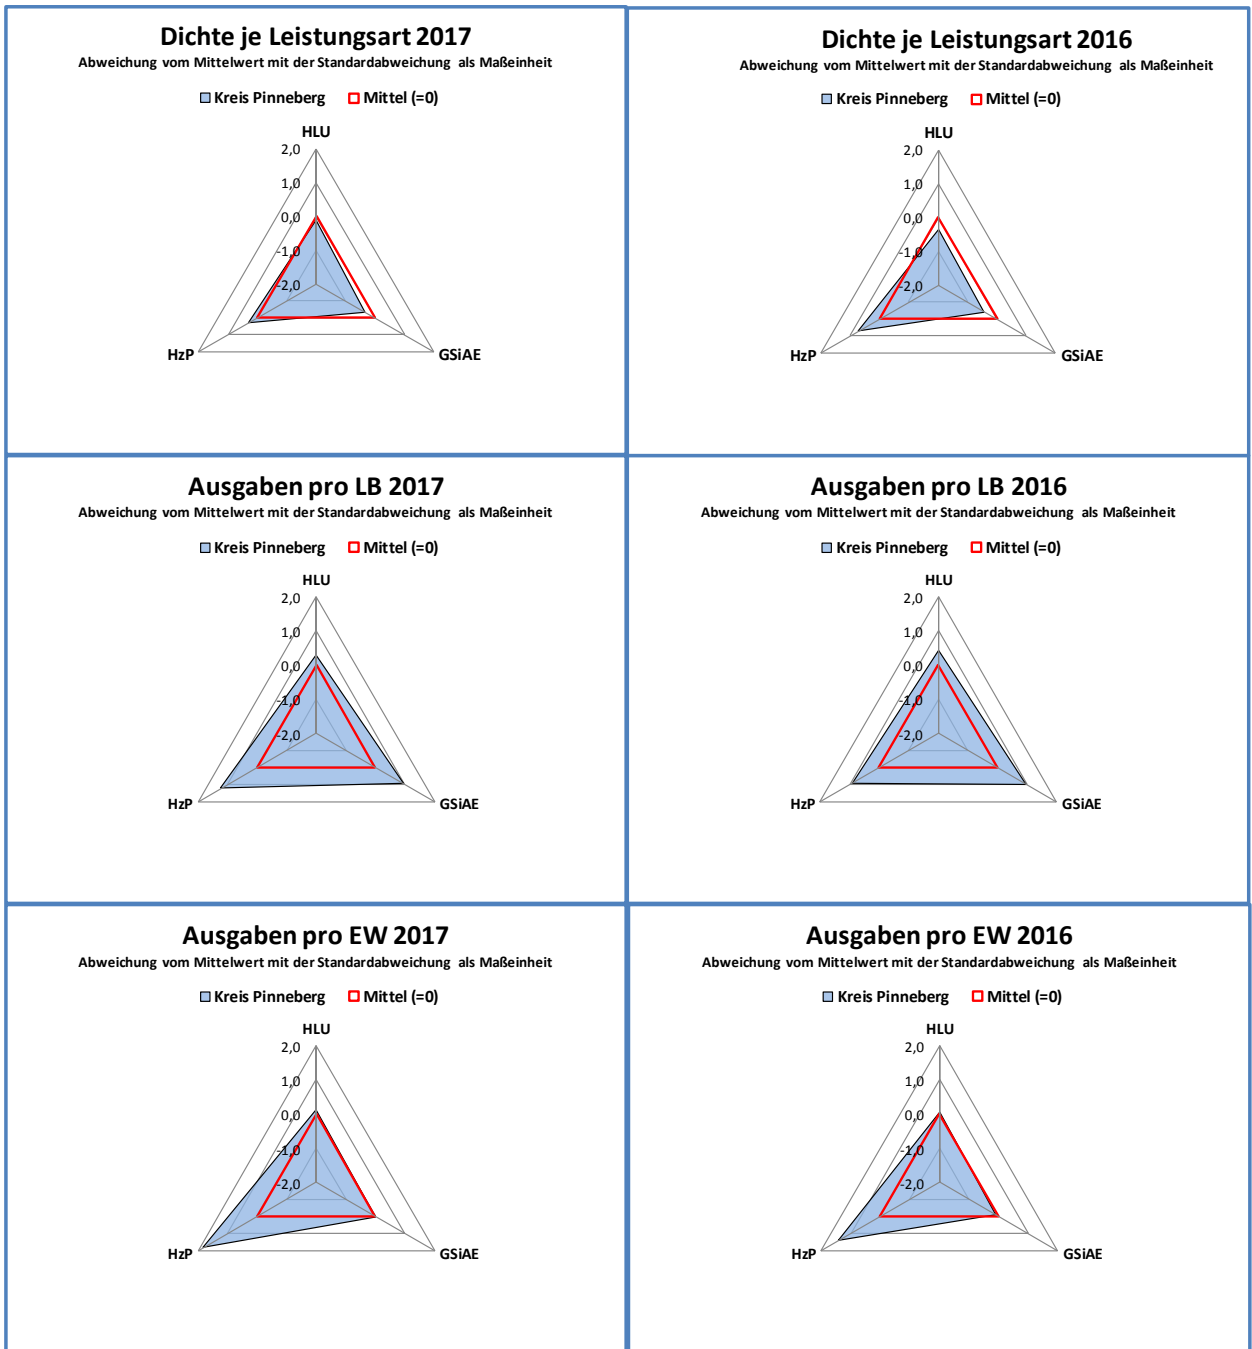 Dichte je Leistungsart 2017
Abweichung vom Mittelwert mit der Standardabweichung als Maßeinheit
Kreis Pinneberg Mittel (=0)
HLU
2,0
1,0
0,0
-1,0
-2,0
HzP GSiAE
Dichte je Leistungsart 2016
Abweichung vom Mittelwert mit der Standardabweichung als Maßeinheit
Kreis Pinneberg Mittel (=0)
HLU
2,0
1,0
0,0
-1,0
-2,0
HzP GSiAE
Ausgaben pro LB 2017
Abweichung vom Mittelwert mit der Standardabweichung als Maßeinheit
Kreis Pinneberg Mittel (=0)
HLU
2,0
1,0
0,0
-1,0
-2,0
HzP GSiAE
Ausgaben pro LB 2016
Abweichung vom Mittelwert mit der Standardabweichung als Maßeinheit
Kreis Pinneberg Mittel (=0)
HLU
2,0
1,0
0,0
-1,0
-2,0
HzP GSiAE
Ausgaben pro EW 2017
Abweichung vom Mittelwert mit der Standardabweichung als Maßeinheit
Kreis Pinneberg Mittel (=0)
HLU
2,0
1,0
0,0
-1,0
-2,0
HzP GSiAE
Ausgaben pro EW 2016
Abweichung vom Mittelwert mit der Standardabweichung als Maßeinheit
Kreis Pinneberg Mittel (=0)
HLU
2,0
1,0
0,0
-1,0
-2,0
HzP GSiAE